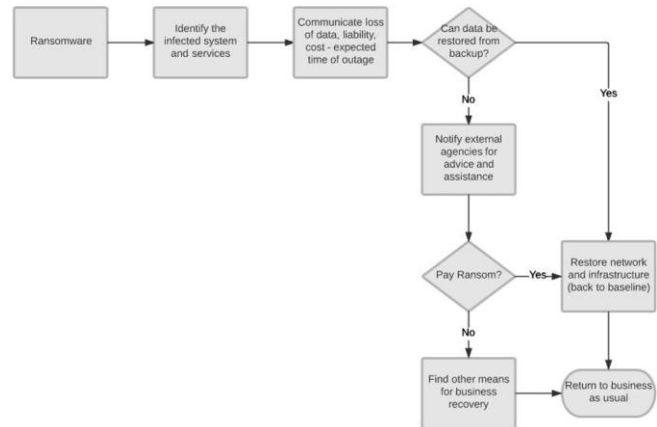 Ransomware
Identify the
infected system
and services
Communicate loss
of data, liability,
cost - expected
time of outage
Can data be
restored from
backup?
No
Yes
Notify external
agencies for
advice and
assistance
Pay Ransom?
Yes
Restore network
and infrastructure
(back to baseline)
No
Find other means
for business
recovery
Return to business
as usual